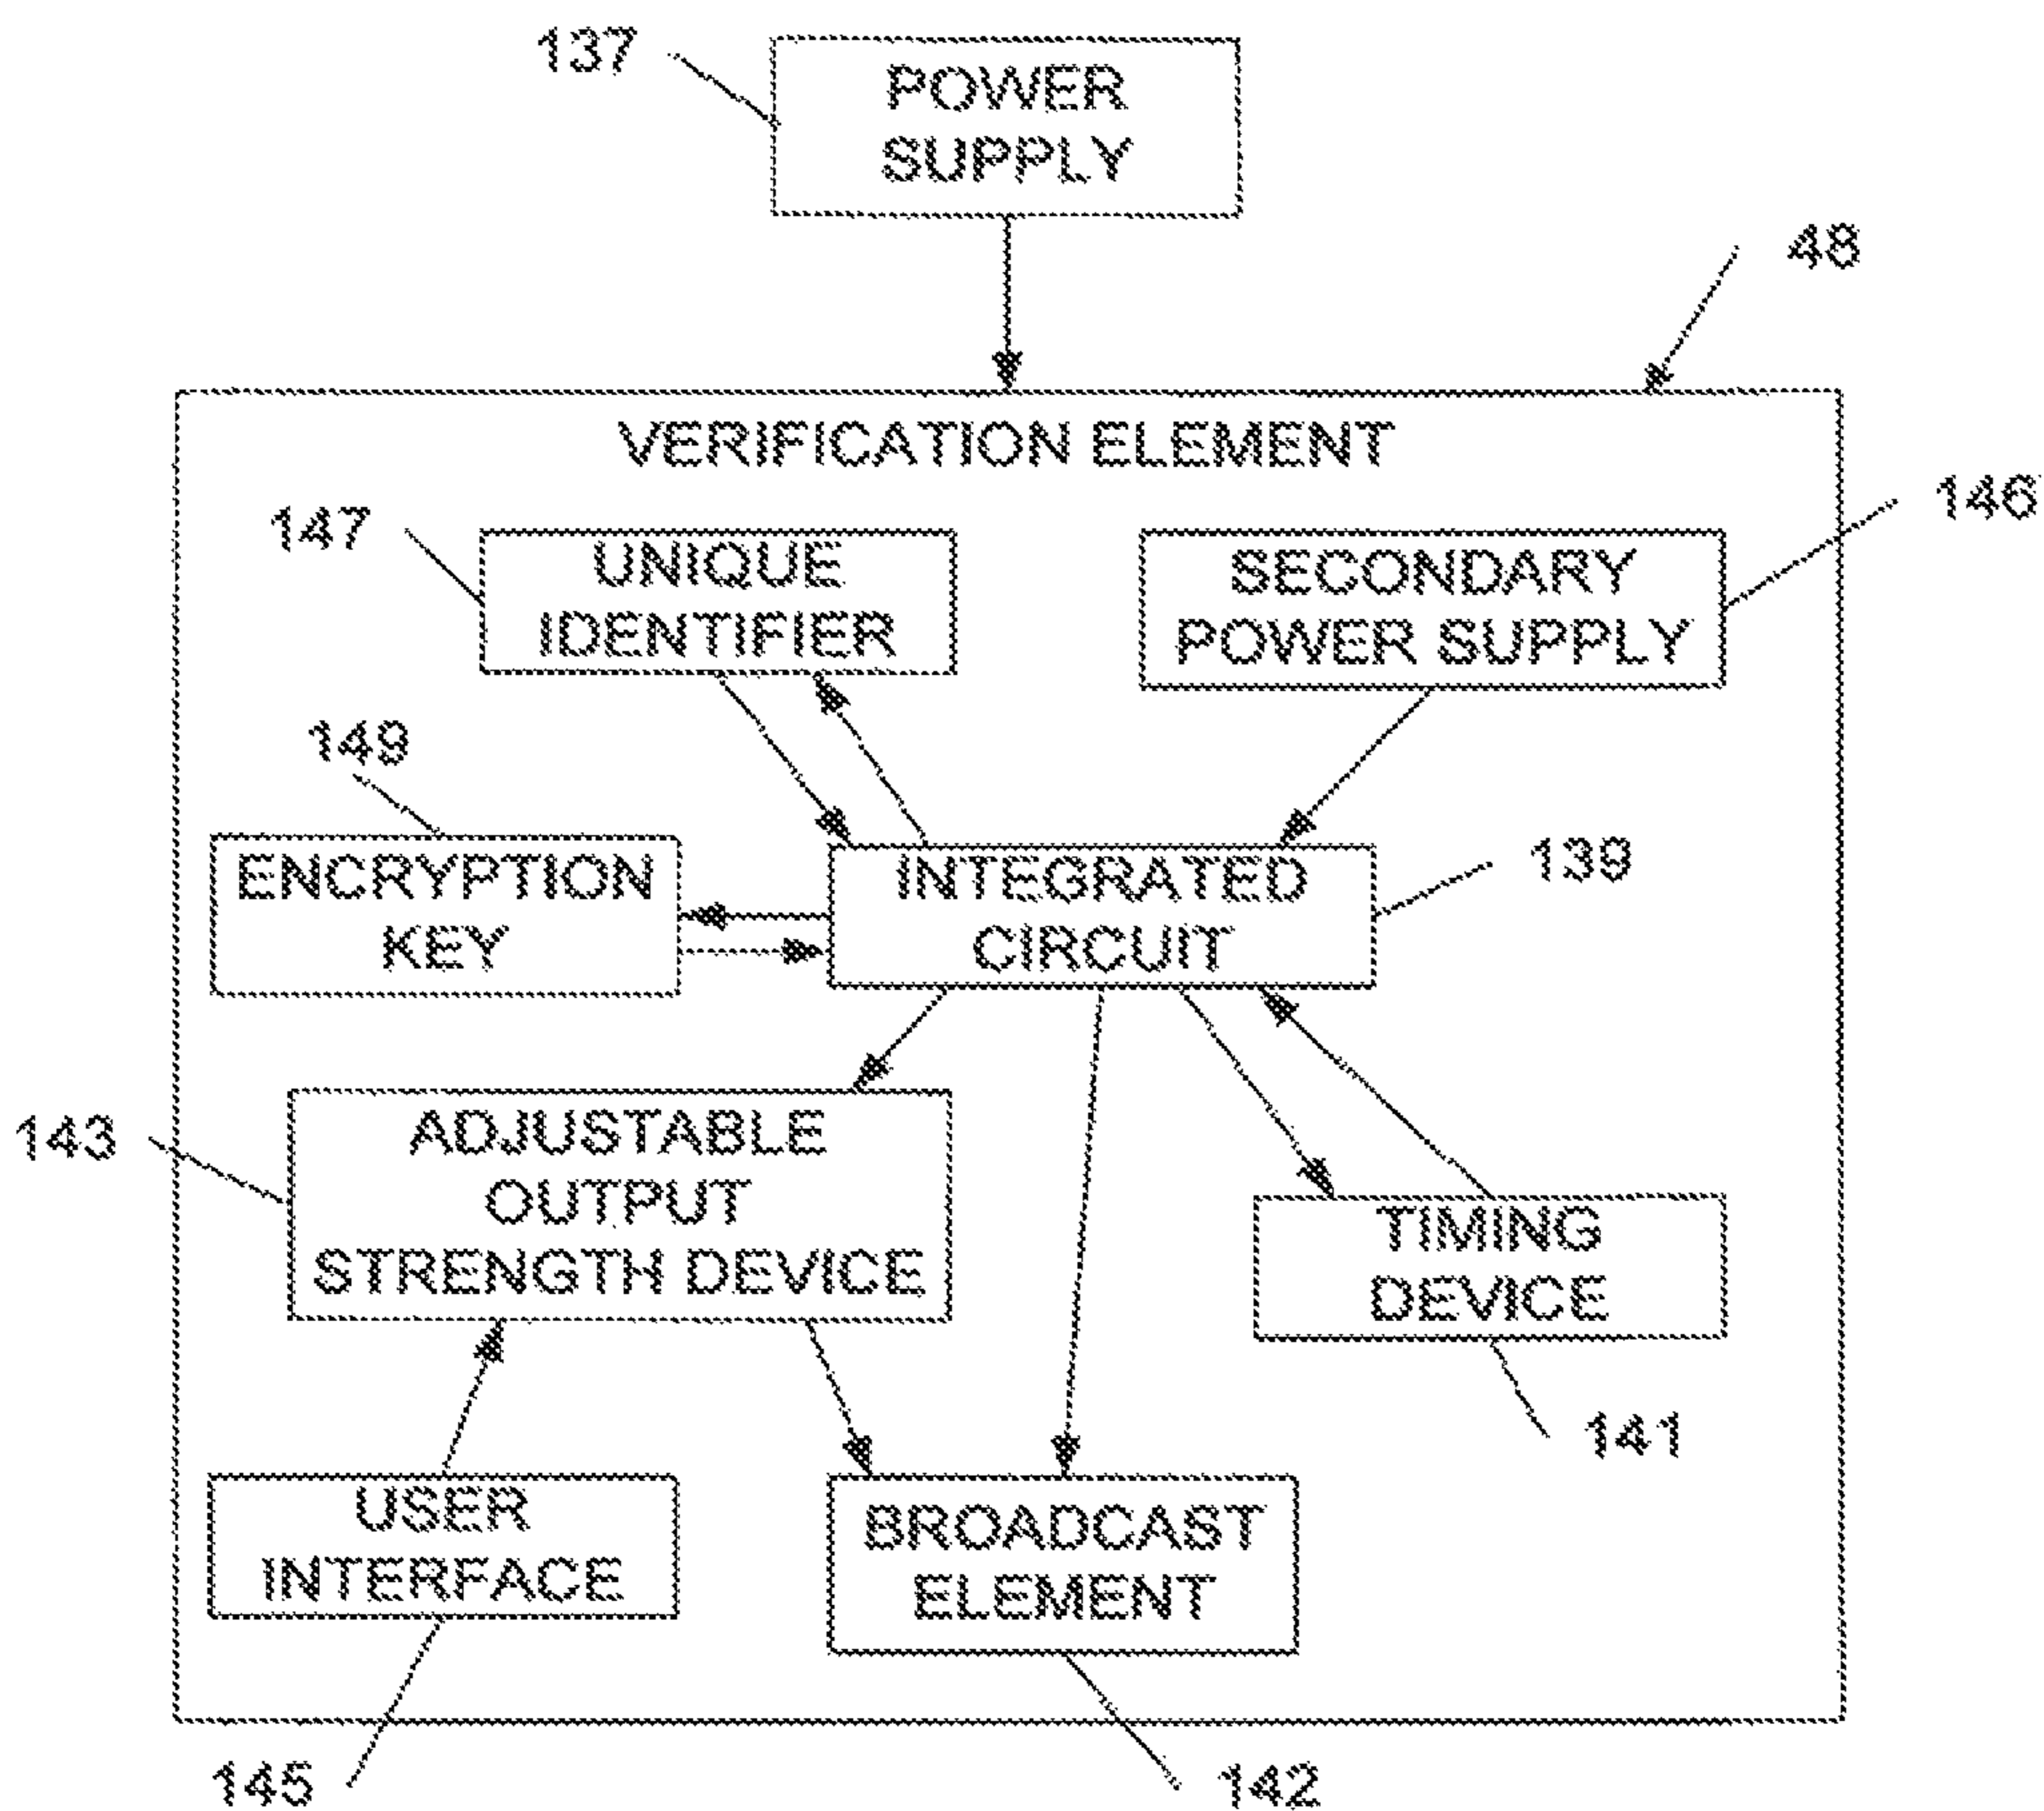 137
POWER
SUPPLY
48
VERIFICATION ELEMENT
147
UNIQUE
IDENTIFIER
SECONDARY
POWER SUPPLY
146
149
ENCRYPTION
KEY
INTEGRATED
CIRCUIT
139
143
ADJUSTABLE
OUTPUT
STRENGTH DEVICE
TIMING
DEVICE
141
USER
INTERFACE
BROADCAST
ELEMENT
145
142